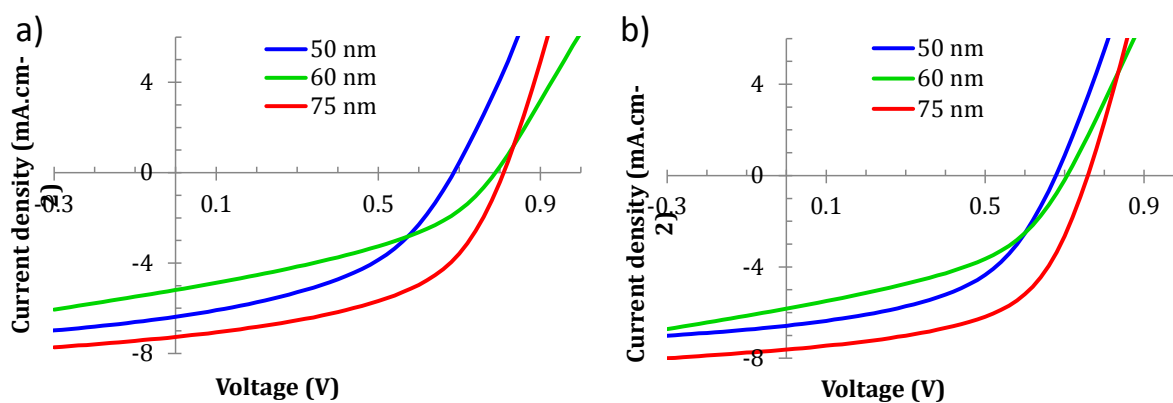 a)
50 nm
60 nm
75 nm
4
0
-4
-8
-0.3
0.1
0.5
0.9
Current density (mA.cm-
2)
Voltage (V)
b)
50 nm
60 nm
75 nm
4
0
-4
-8
-0.3
0.1
0.5
0.9
Current density (mA.cm-
2)
Voltage (V)